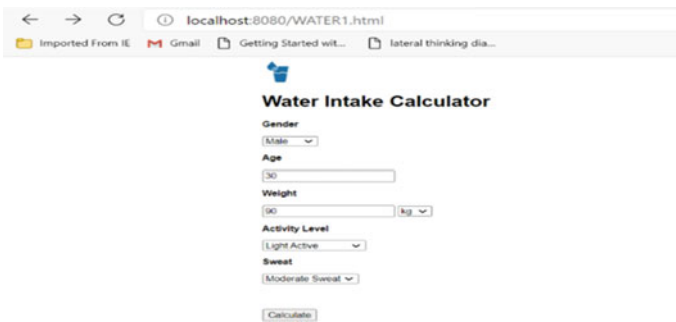 localhost:8080/WATER1.html
Imported From IE Gmail Getting Started wit... lateral thinking dia...
Water Intake Calculator
Gender
Male
Age
30
Weight
90 kg
Activity Level
Light Active
Sweat
Moderate Sweat
Calculate